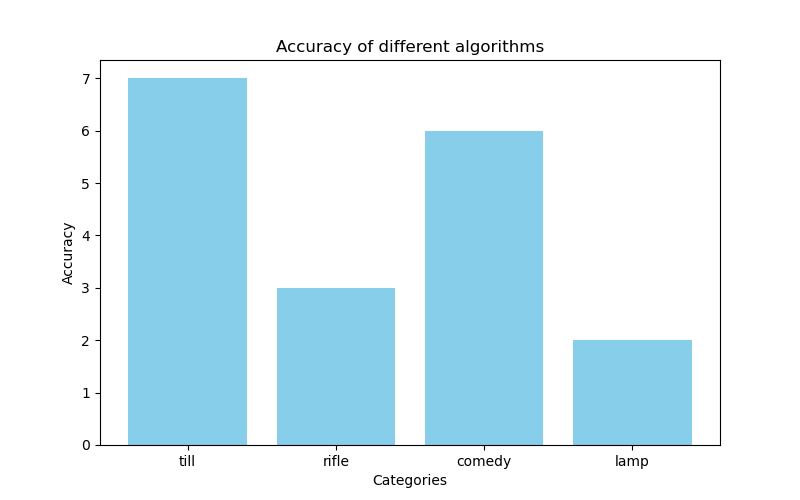 Accuracy of different algorithms
Accuracy
7
6
5
4
3
2
1
0
till rifle comedy lamp
Categories